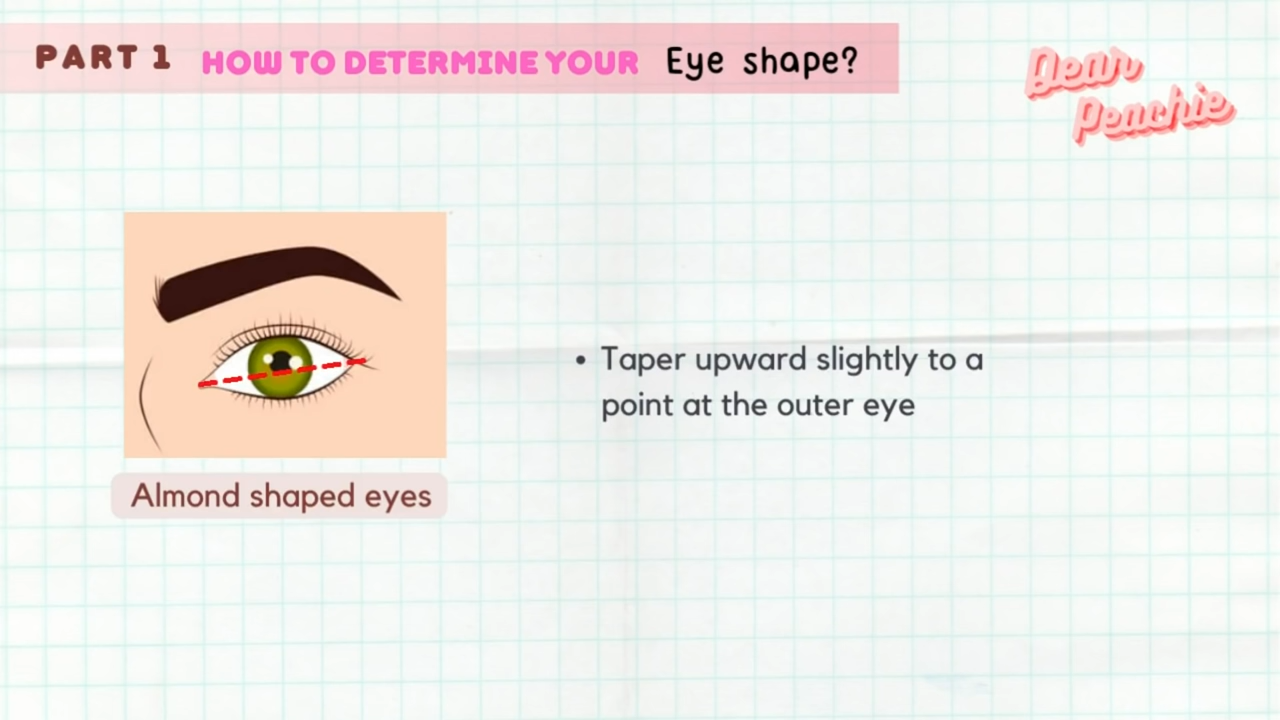 PART 1 HOW TO DETERMINE YOUR Eye shape?
Dear
Peachie
• Taper upward slightly to a
point at the outer eye
Almond shaped eyes